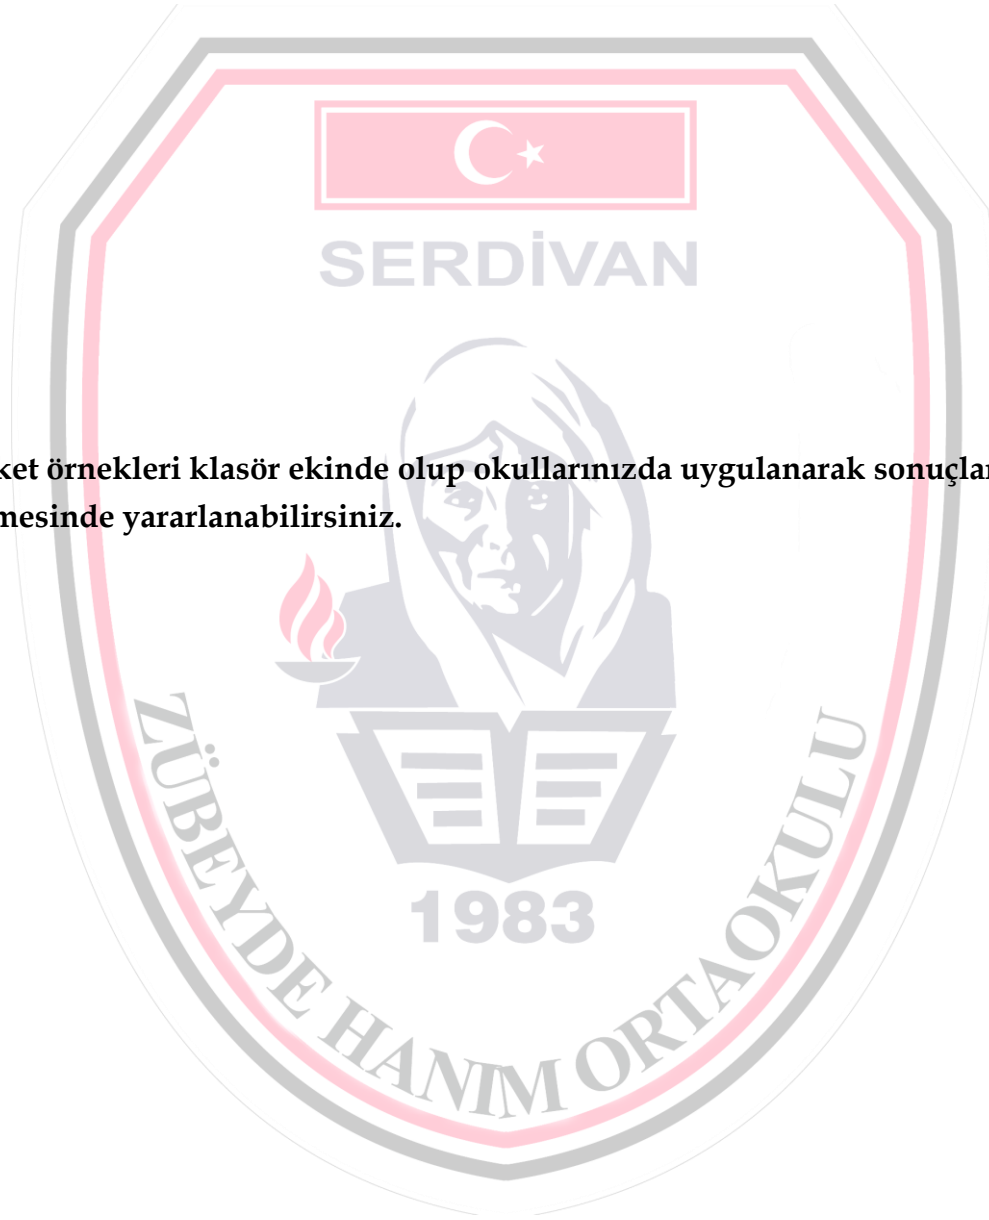 SERDİVAN
ket örnekleri klasör ekinde olup okullarınızda uygulanarak sonuçlar
mesinde yararlanabilirsiniz.
1983
ZÜBEYDE HANIM ORTAOKULU